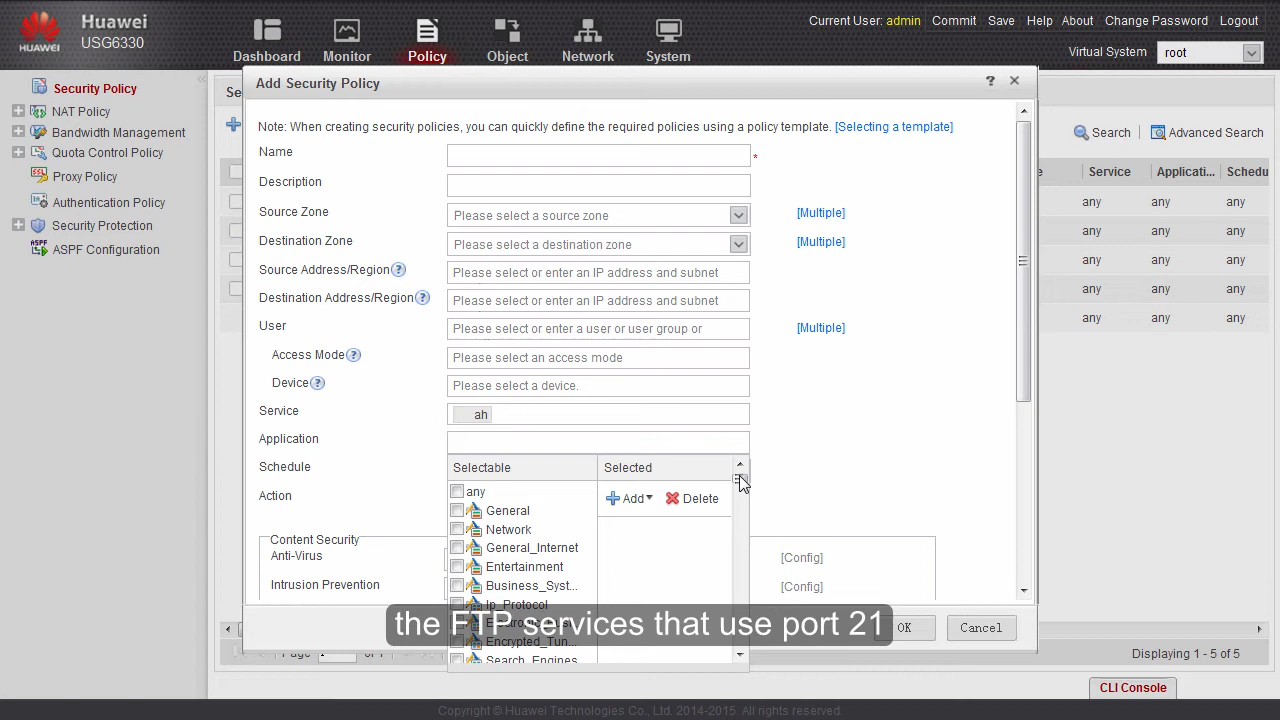 Huawei
USG6330
HUAWEI
Dashboard
Monitor
Policy
Object
Network
System
Current User: admin
Commit
Save
Help
About
Change Password
Logout
Virtual System
root
Security Policy
NAT Policy
Bandwidth Management
Quota Control Policy
Proxy Policy
Authentication Policy
Security Protection
ASPF Configuration
Add Security Policy
Note: When creating security policies, you can quickly define the required policies using a policy template. [Selecting a template]
Name *
Description
Source Zone Please select a source zone [Multiple]
Destination Zone Please select a destination zone [Multiple]
Source Address/Region Please select or enter an IP address and subnet
Destination Address/Region Please select or enter an IP address and subnet
User Please select or enter a user or user group or [Multiple]
Access Mode Please select an access mode
Device Please select a device.
Service ah
Application
Schedule
Action
Selectable
any
General
Network
General_Internet
Entertainment
Business_Syst...
Ip_Protocol
Encrypted_Tun...
Search_Engines
Selected
Add
Delete
Content Security
Anti-Virus [Config]
Intrusion Prevention [Config]
the FTP services that use port 21
OK
Cancel
Search
Advanced Search
Service Applicati... Schedu
any any any
any any any
any any any
any any any
any any any
Page
Displaying 1 - 5 of 5
CLI Console
Copyright © Huawei Technologies Co., Ltd. 2014-2015. All rights reserved.